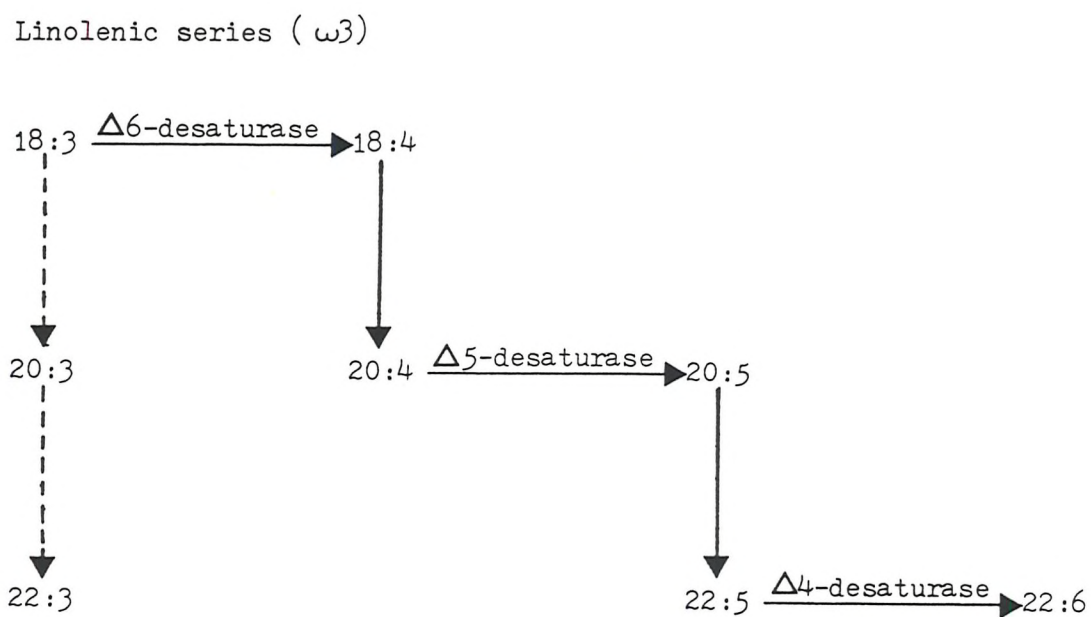 Linolenic series ( ω3)
18:3 Δ6-desaturase 18:4
20:3 20:4 Δ5-desaturase 20:5
22:3 22:5 Δ4-desaturase 22:6